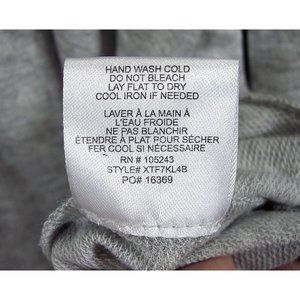 HAND WASH COLD
DO NOT BLEACH
LAY FLAT TO DRY
COOL IRON IF NEEDED
LAVER À LA MAIN À
L'EAU FROIDE
NE PAS BLANCHIR
ÉTENDRE À PLAT POUR SÉCHER
FER COOL SI NÉCESSAIRE
RN # 105243
STYLE# XTF7KL4B
PO# 16369